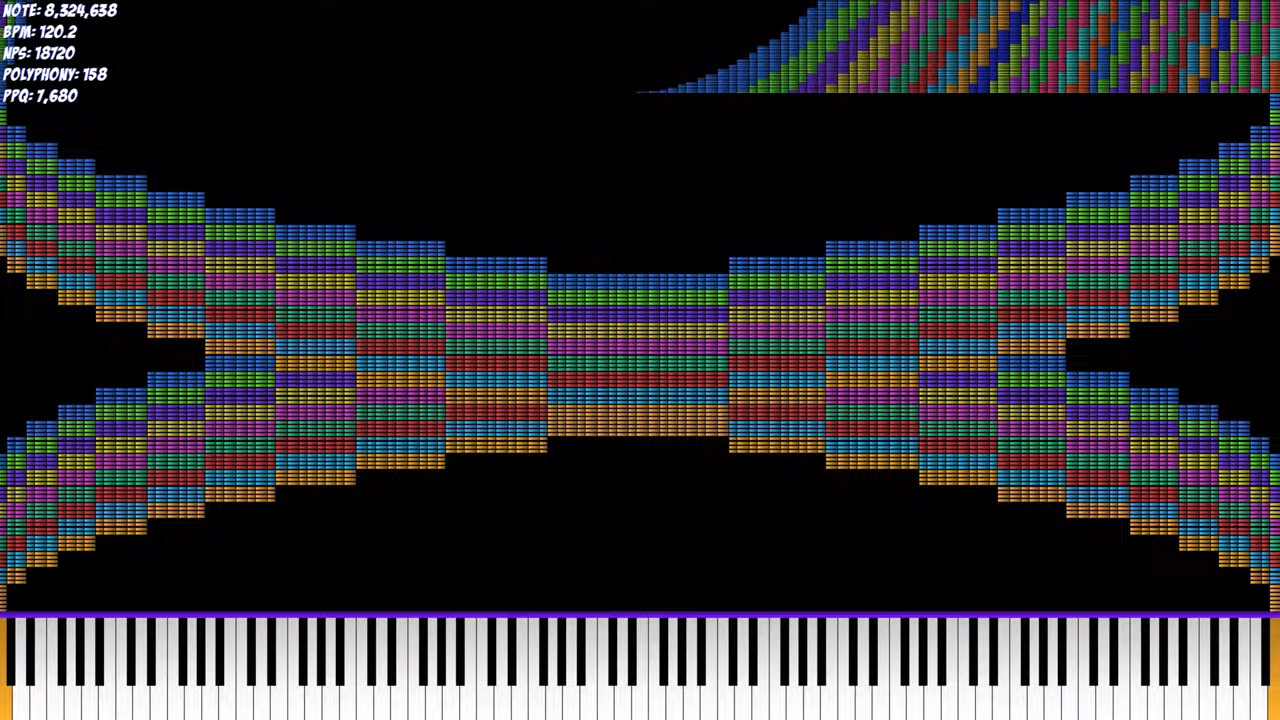 NOTE: 8,324,638
BPM: 120.2
NPS: 18720
POLYPHONY: 158
PPQ: 7,680